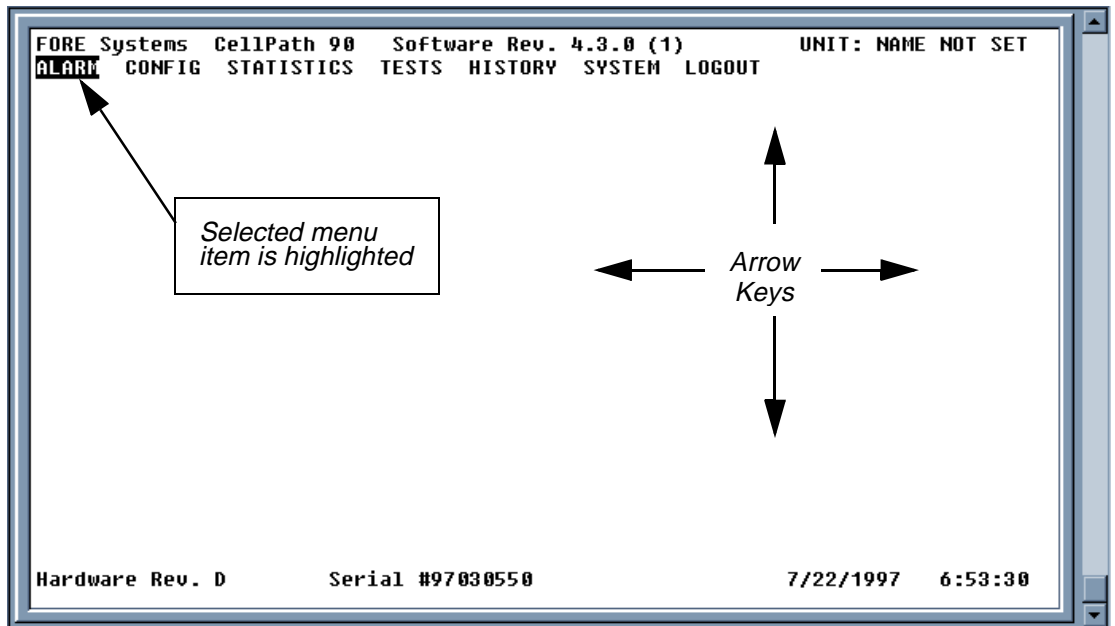 FORE Systems CellPath 90 Software Rev. 4.3.0 (1) UNIT: NAME NOT SET
ALARM CONFIG STATISTICS TESTS HISTORY SYSTEM LOGOUT
Selected menu
item is highlighted
Arrow
Keys
Hardware Rev. D Serial #97030550 7/22/1997 6:53:30